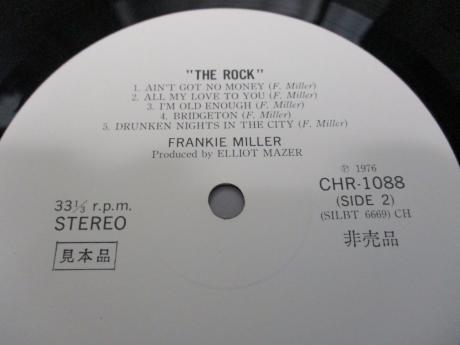 "THE ROCK"
1. AIN'T GOT NO MONEY (F. Miller)
2. ALL MY LOVE TO YOU (F. Miller)
3. I'M OLD ENOUGH (F. Miller)
4. BRIDGETON (F. Miller)
5. DRUNKEN NIGHTS IN THE CITY (F. Miller)
FRANKIE MILLER
Produced by ELLIOT MAZER
℗ 1976
33⅓ r.p.m.
STEREO
見本品
CHR-1088
(SIDE 2)
(SILBT 6669) CH
非売品